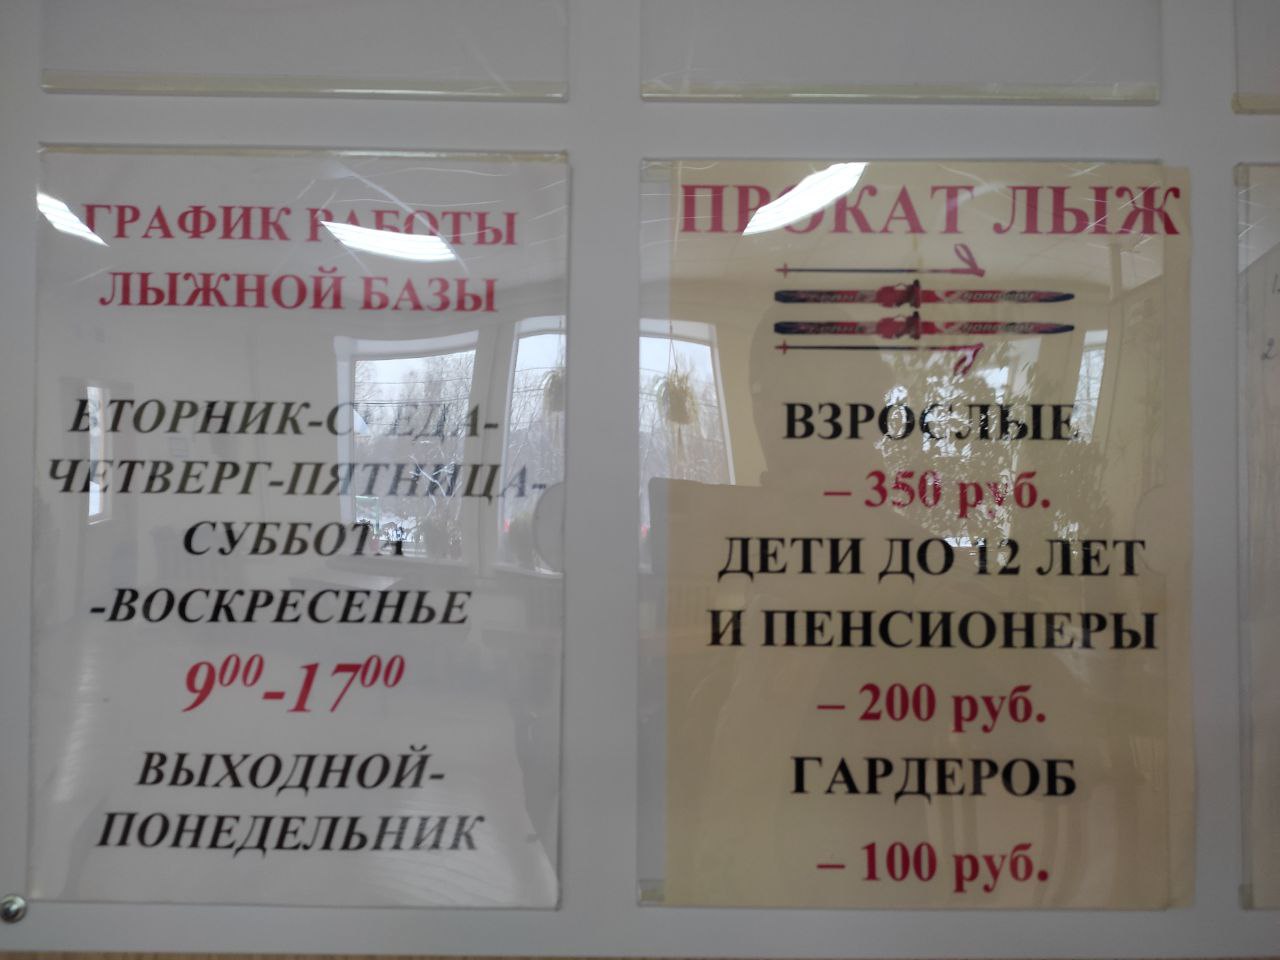 ГРАФИК РАБОТЫ
ЛЫЖНОЙ БАЗЫ
ВТОРНИК-СРЕДА-
ЧЕТВЕРГ-ПЯТНИЦА-
СУББОТА
-ВОСКРЕСЕНЬЕ
9⁰⁰-17⁰⁰
ВЫХОДНОЙ-
ПОНЕДЕЛЬНИК
ПРОКАТ ЛЫЖ
ВЗРОСЛЫЕ
– 350 руб.
ДЕТИ ДО 12 ЛЕТ
И ПЕНСИОНЕРЫ
– 200 руб.
ГАРДЕРОБ
– 100 руб.